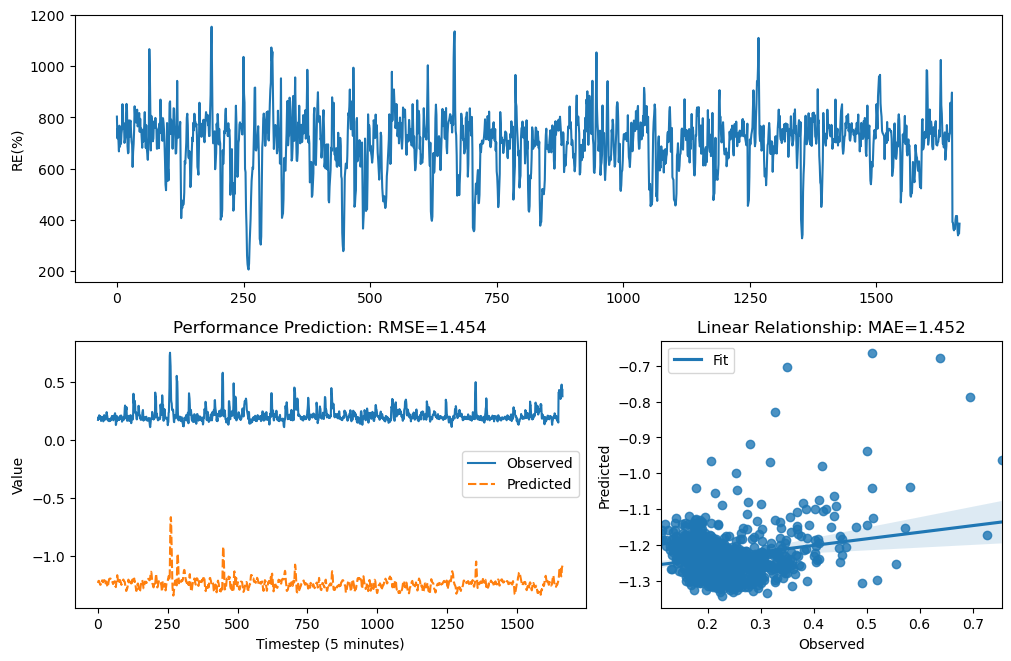 1200
1000
800
600
400
200
RE(%)
0 250 500 750 1000 1250 1500
Performance Prediction: RMSE=1.454
0.5
0.0
−0.5
−1.0
Value
Observed
Predicted
0 250 500 750 1000 1250 1500
Timestep (5 minutes)
Linear Relationship: MAE=1.452
Fit
−0.7
−0.8
−0.9
−1.0
−1.1
−1.2
−1.3
Predicted
0.2 0.3 0.4 0.5 0.6 0.7
Observed